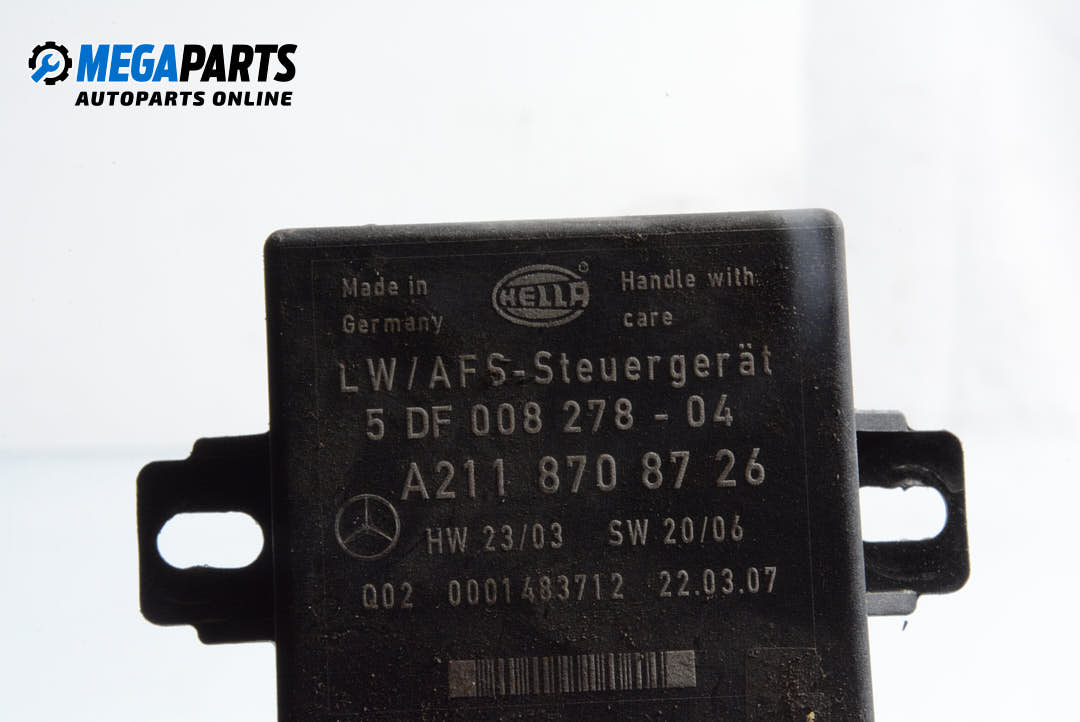 MEGAPARTS
AUTOPARTS ONLINE
Made in
Germany
HELLA
®
Handle with
care
LW/AFS-Steuergerät
5 DF 008 278 - 04
A211 870 87 26
HW 23/03 SW 20/06
Q02 0001483712 22.03.07